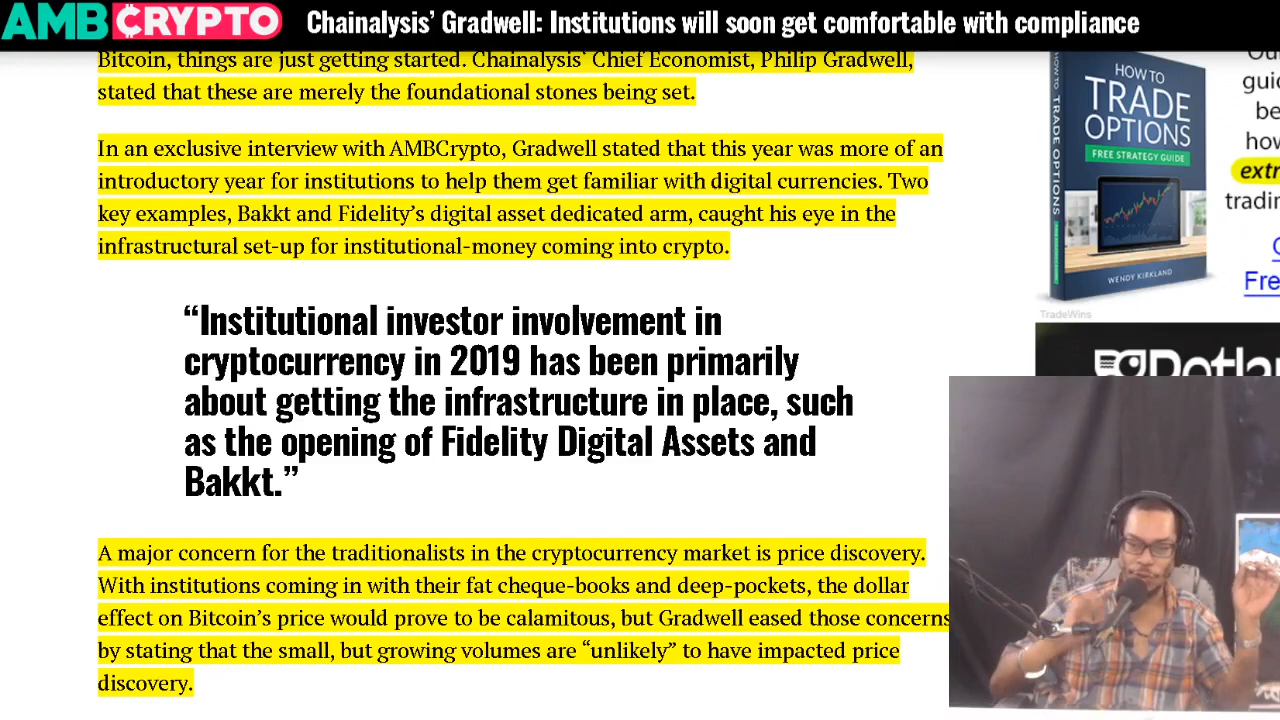 AMBCRYPTO Chainalysis’ Gradwell: Institutions will soon get comfortable with compliance
Bitcoin, things are just getting started. Chainalysis’ Chief Economist, Philip Gradwell,
stated that these are merely the foundational stones being set.
In an exclusive interview with AMBCrypto, Gradwell stated that this year was more of an
introductory year for institutions to help them get familiar with digital currencies. Two
key examples, Bakkt and Fidelity’s digital asset dedicated arm, caught his eye in the
infrastructural set-up for institutional-money coming into crypto.
“Institutional investor involvement in
cryptocurrency in 2019 has been primarily
about getting the infrastructure in place, such
as the opening of Fidelity Digital Assets and
Bakkt.”
A major concern for the traditionalists in the cryptocurrency market is price discovery.
With institutions coming in with their fat cheque-books and deep-pockets, the dollar
effect on Bitcoin’s price would prove to be calamitous, but Gradwell eased those concerns
by stating that the small, but growing volumes are “unlikely” to have impacted price
discovery.
HOW TO
TRADE
OPTIONS
FREE STRATEGY GUIDE
WENDY KIRKLAND
HOW TO TRADE OPTIONS
guid
be
how
extr
tradin
Fre
TradeWins